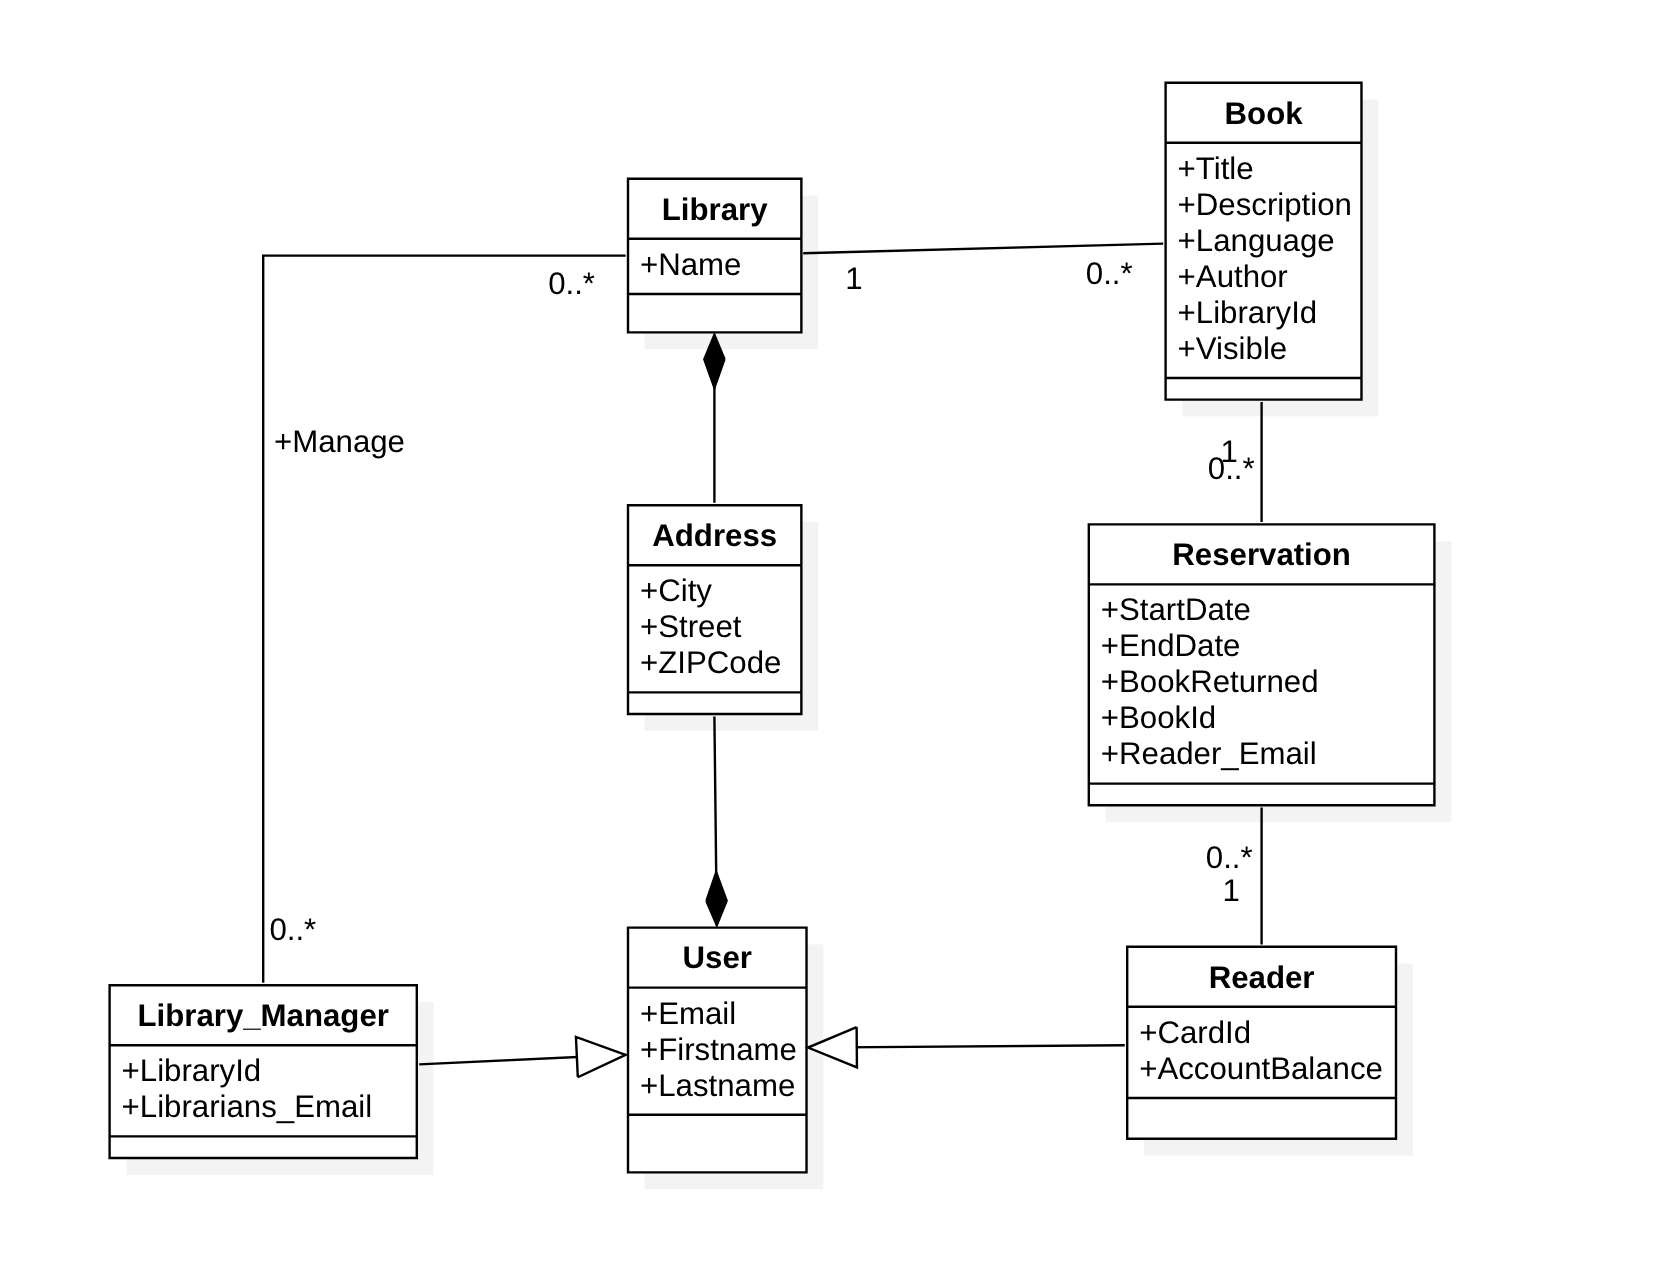 Book
+Title
+Description
+Language
+Author
+LibraryId
+Visible
Library
+Name
1
0..*
0..*
+Manage
0..*
1
0..*
Address
+City
+Street
+ZIPCode
Reservation
+StartDate
+EndDate
+BookReturned
+BookId
+Reader_Email
0..*
1
Library_Manager
+LibraryId
+Librarians_Email
User
+Email
+Firstname
+Lastname
Reader
+CardId
+AccountBalance